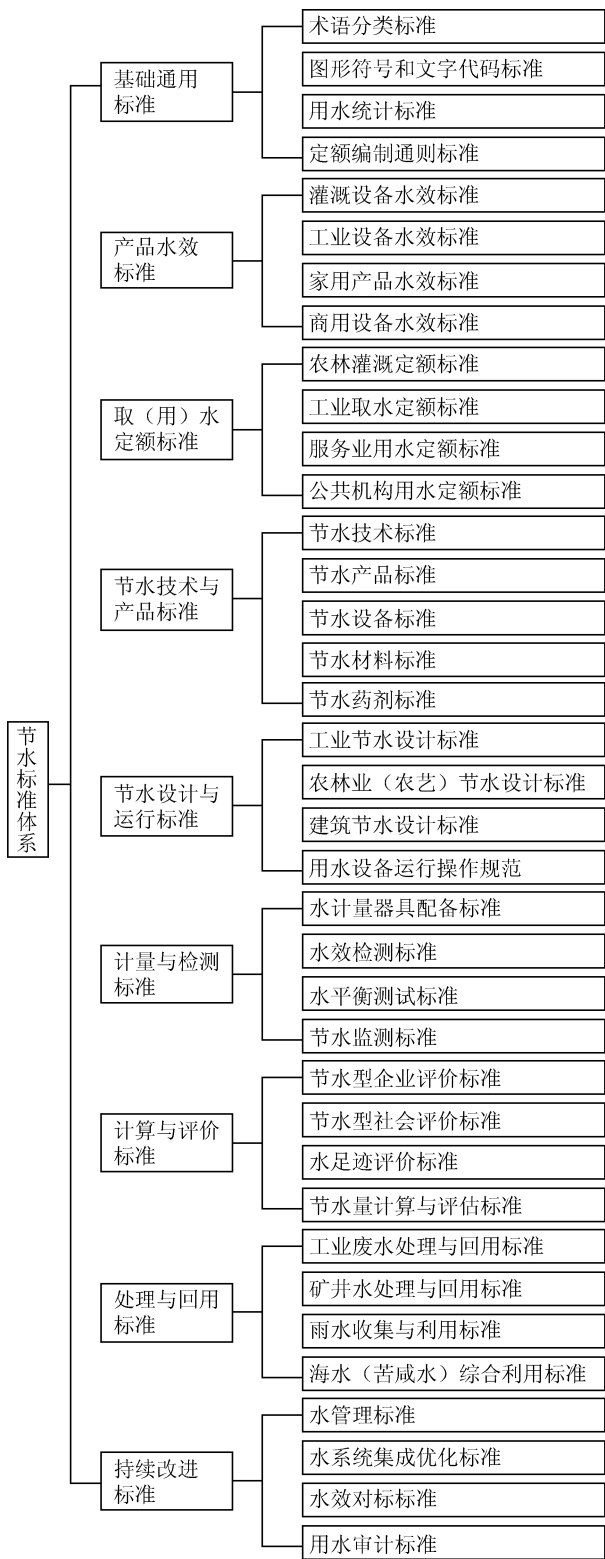 节水标准体系
基础通用
标准
术语分类标准
图形符号和文字代码标准
用水统计标准
定额编制通则标准
产品水效
标准
灌溉设备水效标准
工业设备水效标准
家用产品水效标准
商用设备水效标准
取（用）水
定额标准
农林灌溉定额标准
工业取水定额标准
服务业用水定额标准
公共机构用水定额标准
节水技术与
产品标准
节水技术标准
节水产品标准
节水设备标准
节水材料标准
节水药剂标准
节水设计与
运行标准
工业节水设计标准
农林业（农艺）节水设计标准
建筑节水设计标准
用水设备运行操作规范
计量与检测
标准
水计量器具配备标准
水效检测标准
水平衡测试标准
节水监测标准
计算与评价
标准
节水型企业评价标准
节水型社会评价标准
水足迹评价标准
节水量计算与评估标准
处理与回用
标准
工业废水处理与回用标准
矿井水处理与回用标准
雨水收集与利用标准
海水（苦咸水）综合利用标准
持续改进
标准
水管理标准
水系统集成优化标准
水效对标标准
用水审计标准